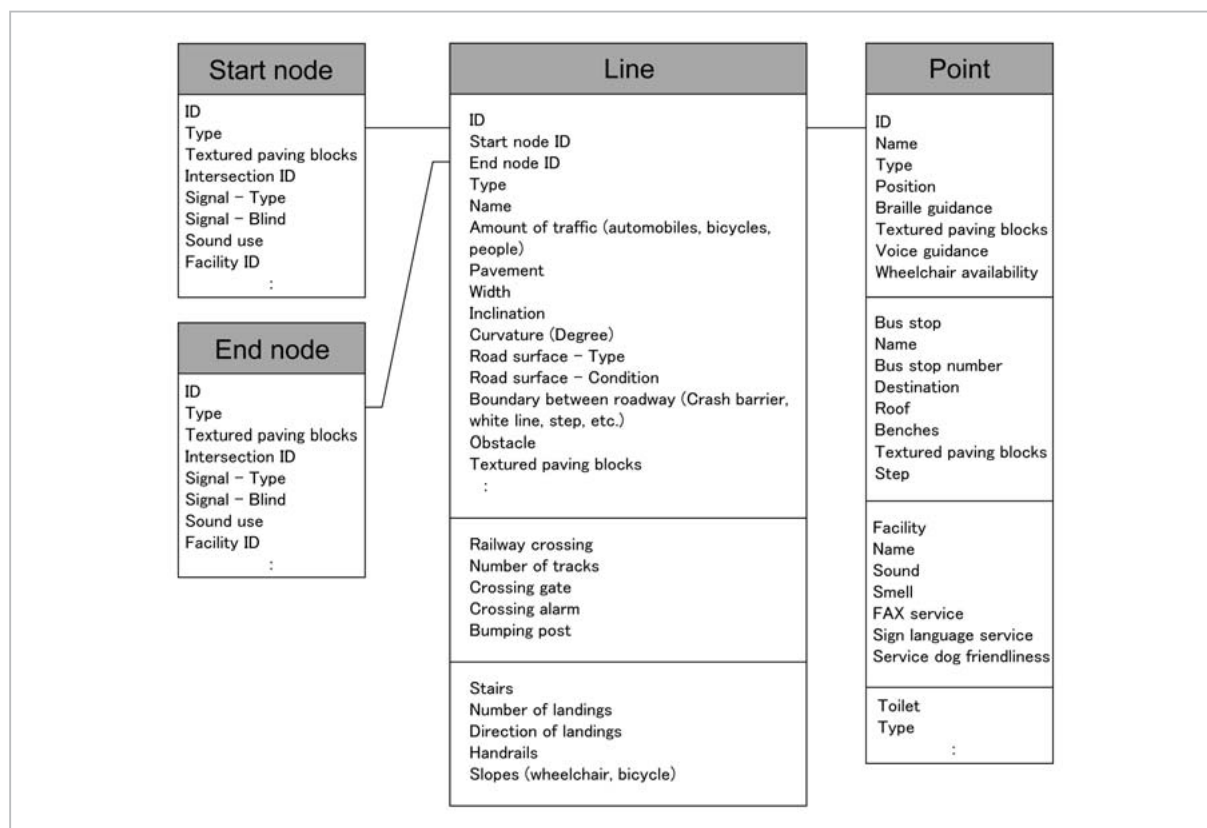 Start node
ID
Type
Textured paving blocks
Intersection ID
Signal - Type
Signal - Blind
Sound use
Facility ID
:
End node
ID
Type
Textured paving blocks
Intersection ID
Signal - Type
Signal - Blind
Sound use
Facility ID
:
Line
ID
Start node ID
End node ID
Type
Name
Amount of traffic (automobiles, bicycles,
people)
Pavement
Width
Inclination
Curvature (Degree)
Road surface - Type
Road surface - Condition
Boundary between roadway (Crash barrier,
white line, step, etc.)
Obstacle
Textured paving blocks
:
Railway crossing
Number of tracks
Crossing gate
Crossing alarm
Bumping post
Stairs
Number of landings
Direction of landings
Handrails
Slopes (wheelchair, bicycle)
Point
ID
Name
Type
Position
Braille guidance
Textured paving blocks
Voice guidance
Wheelchair availability
Bus stop
Name
Bus stop number
Destination
Roof
Benches
Textured paving blocks
Step
Facility
Name
Sound
Smell
FAX service
Sign language service
Service dog friendliness
Toilet
Type
: